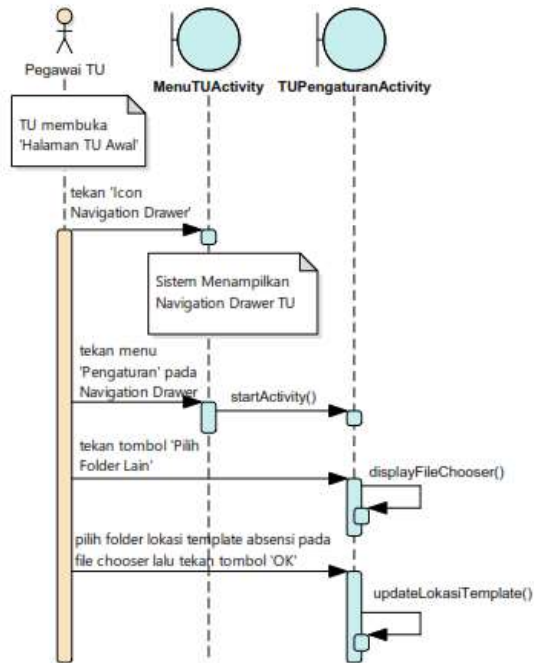 Pegawai TU
MenuTUActivity
TUPengaturanActivity
TU membuka
'Halaman TU Awal'
tekan 'Icon
Navigation Drawer'
Sistem Menampilkan
Navigation Drawer TU
tekan menu
'Pengaturan' pada
Navigation Drawer
startActivity()
tekan tombol 'Pilih
Folder Lain'
displayFileChooser()
pilih folder lokasi template absensi pada
file chooser lalu tekan tombol 'OK'
updateLokasiTemplate()